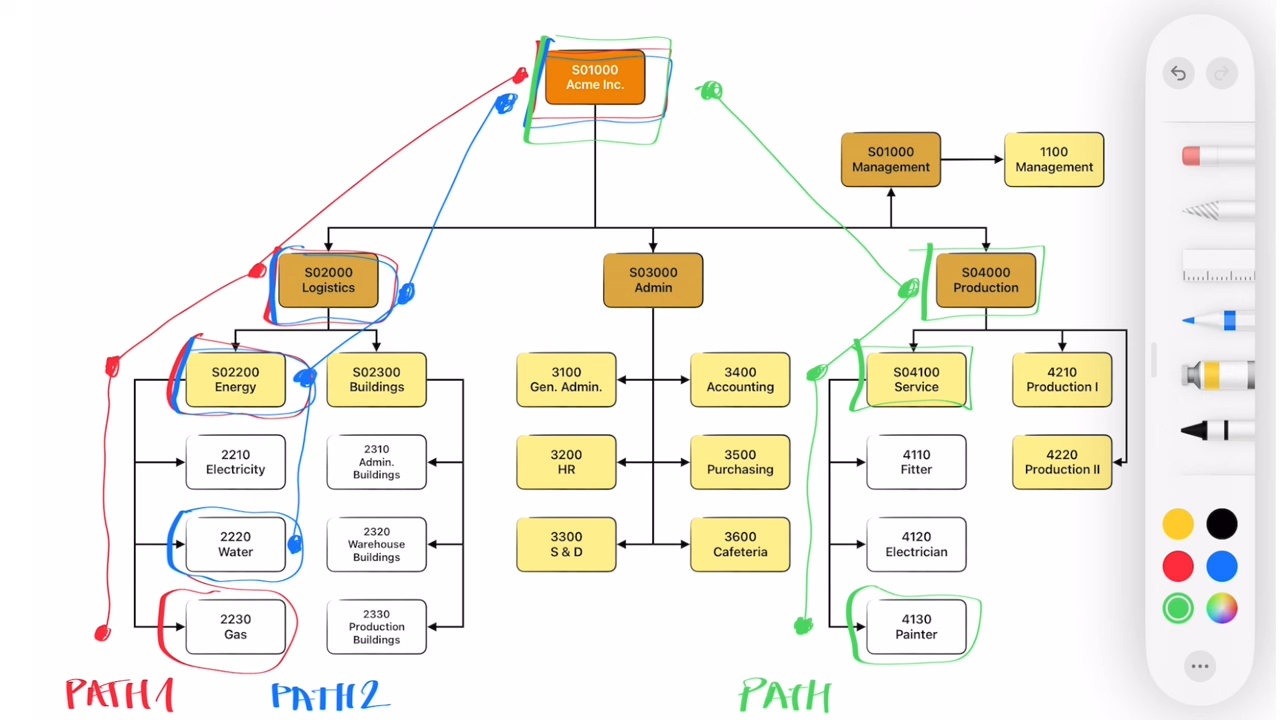 S01000
Acme Inc.
S01000
Management
1100
Management
S02000
Logistics
S03000
Admin
S04000
Production
S02200
Energy
S02300
Buildings
3100
Gen. Admin.
3400
Accounting
S04100
Service
4210
Production I
2210
Electricity
2310
Admin.
Buildings
3200
HR
3500
Purchasing
4110
Fitter
4220
Production II
2220
Water
2320
Warehouse
Buildings
3300
S & D
3600
Cafeteria
4120
Electrician
2230
Gas
2330
Production
Buildings
4130
Painter
PATH 1
PATH 2
PATH